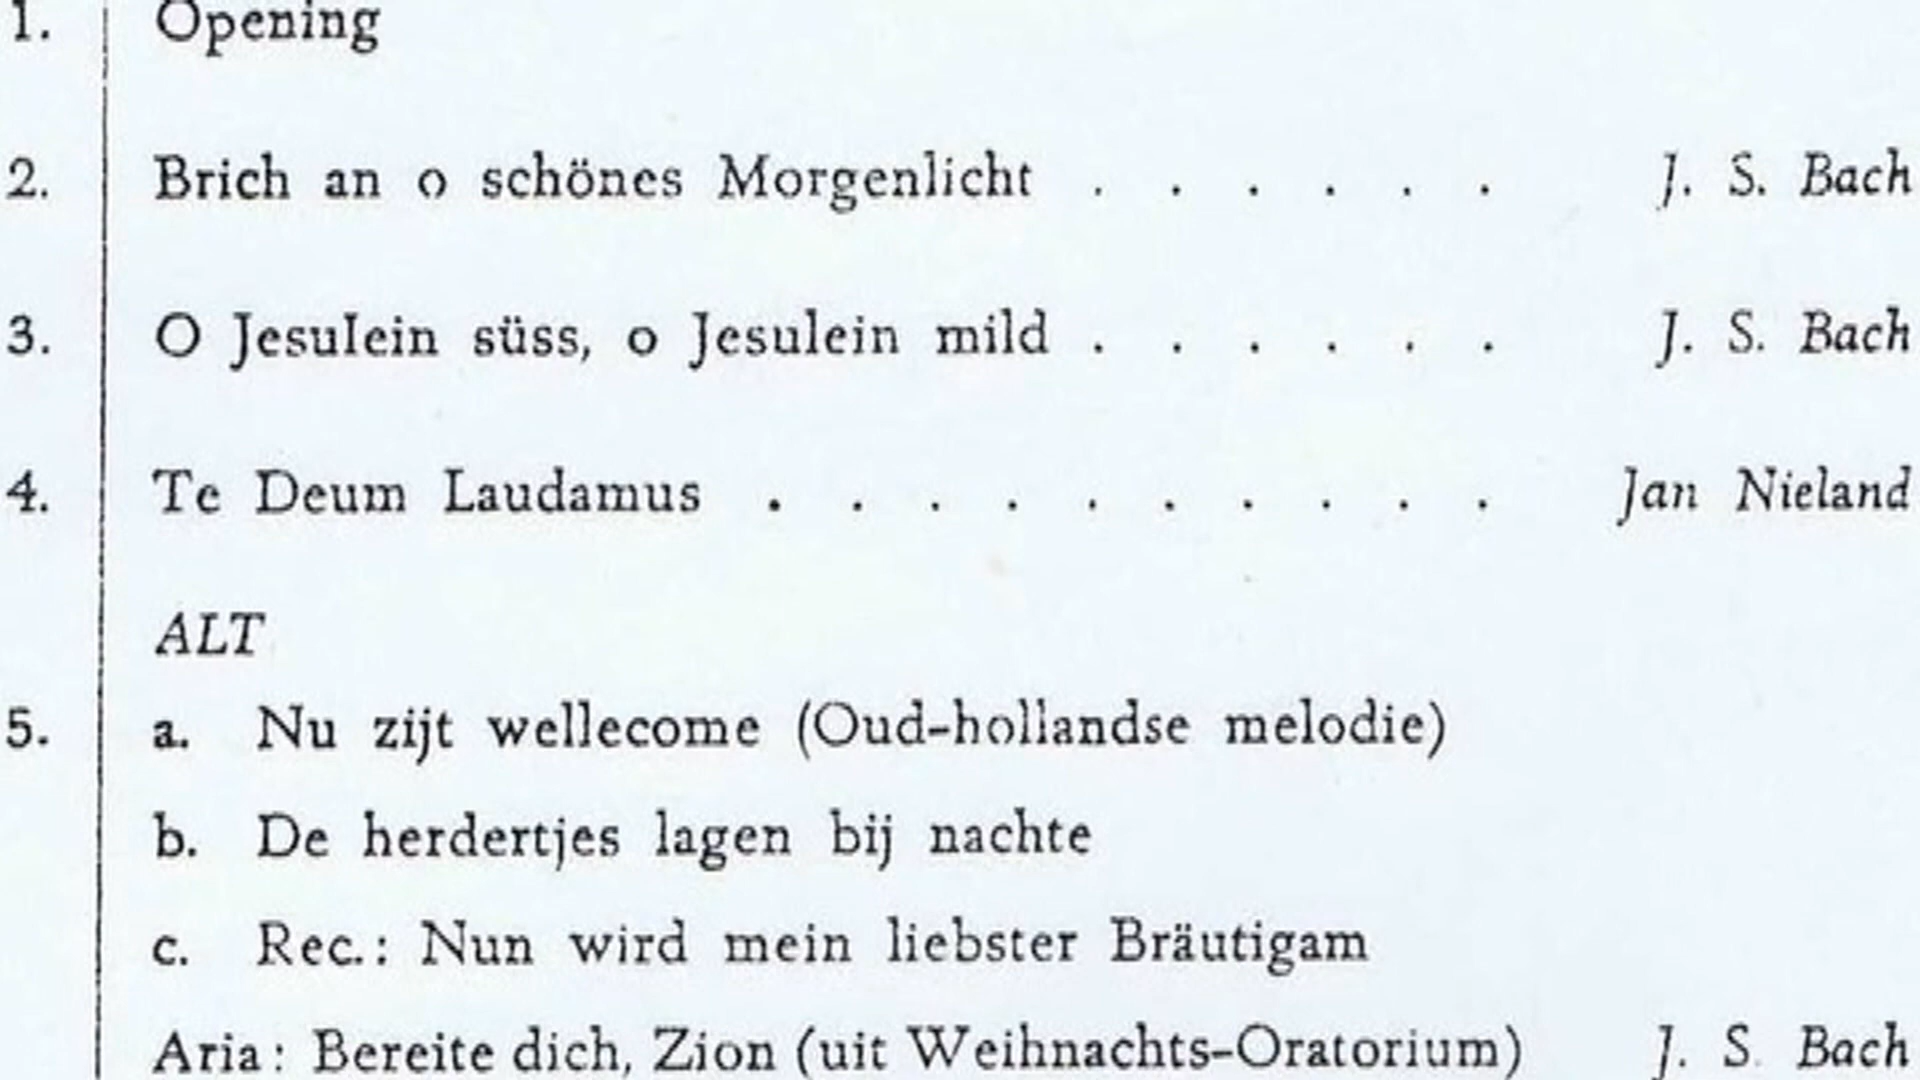 1. Opening
2. Brich an o schönes Morgenlicht . . . . . . J. S. Bach
3. O Jesulein süss, o Jesulein mild . . . . . . J. S. Bach
4. Te Deum Laudamus . . . . . . . . . . Jan Nieland
ALT
5. a. Nu zijt wellecome (Oud-hollandse melodie)
b. De herdertjes lagen bij nachte
c. Rec.: Nun wird mein liebster Bräutigam
Aria: Bereite dich, Zion (uit Weihnachts-Oratorium) J. S. Bach